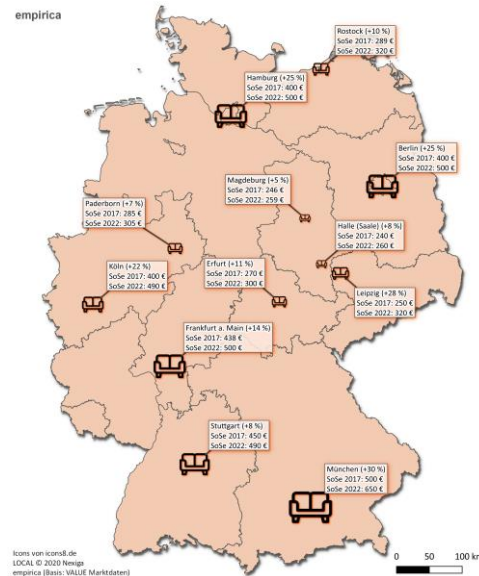 empirica
Rostock (+10 %)
SoSe 2017: 289 €
SoSe 2022: 320 €
Hamburg (+25 %)
SoSe 2017: 400 €
SoSe 2022: 500 €
Berlin (+25 %)
SoSe 2017: 400 €
SoSe 2022: 500 €
Magdeburg (+5 %)
SoSe 2017: 246 €
SoSe 2022: 259 €
Paderborn (+7 %)
SoSe 2017: 285 €
SoSe 2022: 305 €
Halle (Saale) (+8 %)
SoSe 2017: 240 €
SoSe 2022: 260 €
Köln (+22 %)
SoSe 2017: 400 €
SoSe 2022: 490 €
Erfurt (+11 %)
SoSe 2017: 270 €
SoSe 2022: 300 €
Leipzig (+28 %)
SoSe 2017: 250 €
SoSe 2022: 320 €
Frankfurt a. Main (+14 %)
SoSe 2017: 438 €
SoSe 2022: 500 €
Stuttgart (+8 %)
SoSe 2017: 450 €
SoSe 2022: 490 €
München (+30 %)
SoSe 2017: 500 €
SoSe 2022: 650 €
Icons von icons8.de
LOCAL © 2020 Nexiga
empirica (Basis: VALUE Marktdaten)
0 50 100 km